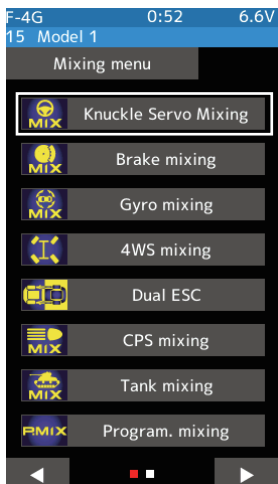 F-4G 0:52 6.6V
15 Model 1
Mixing menu
MIX Knuckle Servo Mixing
MIX Brake mixing
MIX Gyro mixing
4WS mixing
Dual ESC
MIX CPS mixing
MIX Tank mixing
P.MIX Program. mixing